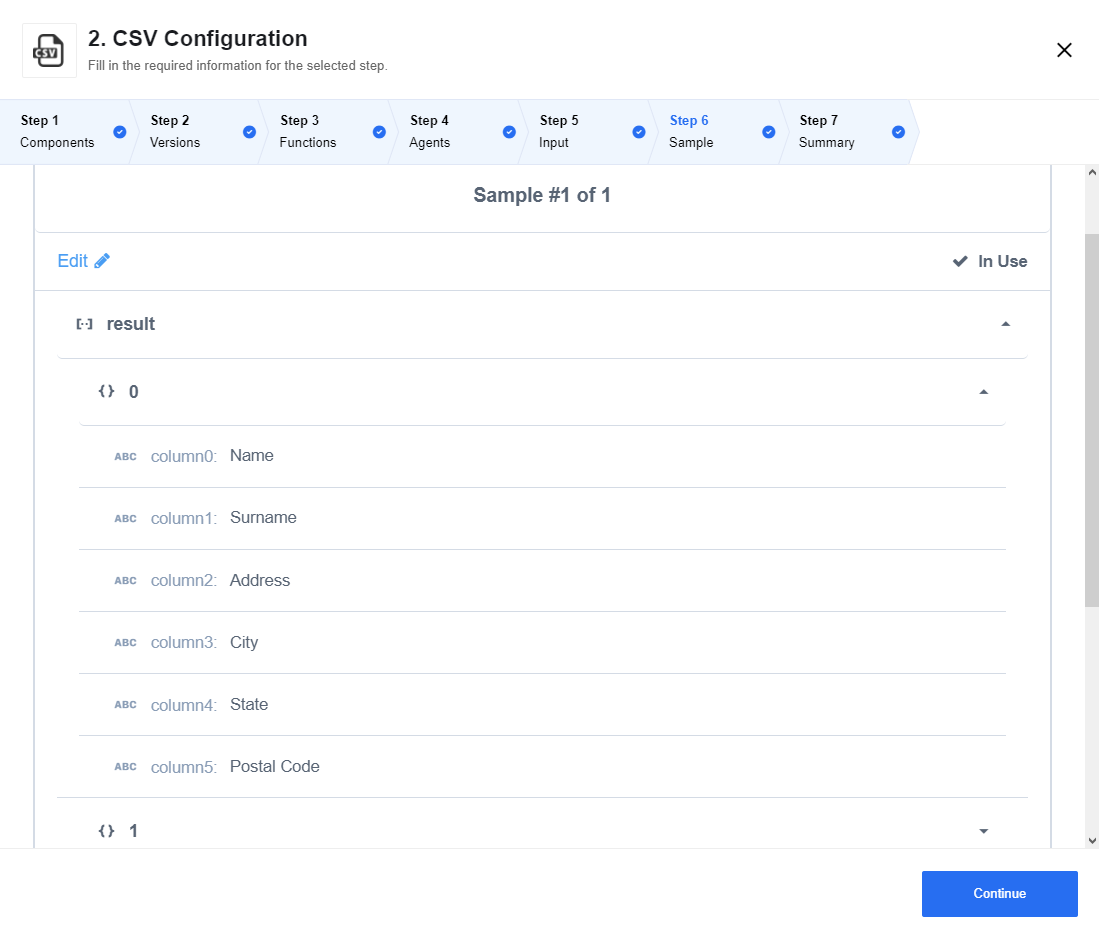 CSV
2. CSV Configuration
Fill in the required information for the selected step.
Step 1
Components
Step 2
Versions
Step 3
Functions
Step 4
Agents
Step 5
Input
Step 6
Sample
Step 7
Summary
Sample #1 of 1
Edit
In Use
result
{} 0
ABC column0: Name
ABC column1: Surname
ABC column2: Address
ABC column3: City
ABC column4: State
ABC column5: Postal Code
{} 1
Continue